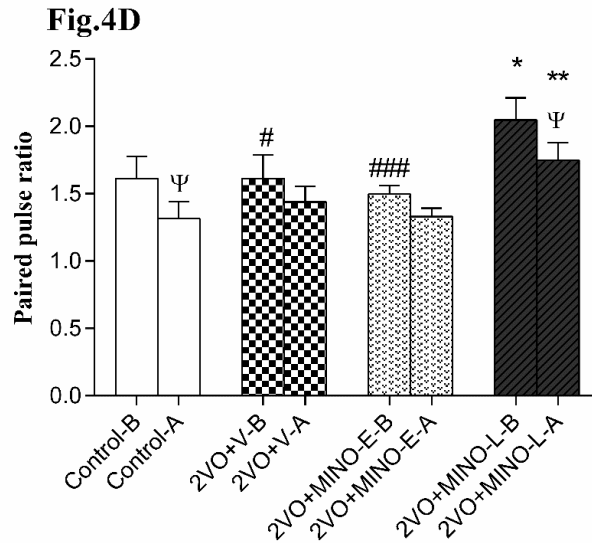 Fig.4D
Paired pulse ratio
2.5
2.0
1.5
1.0
0.5
0.0
Ψ
#
###
*
**
Ψ
Control-B
Control-A
2VO+V-B
2VO+V-A
2VO+MINO-E-B
2VO+MINO-E-A
2VO+MINO-L-B
2VO+MINO-L-A